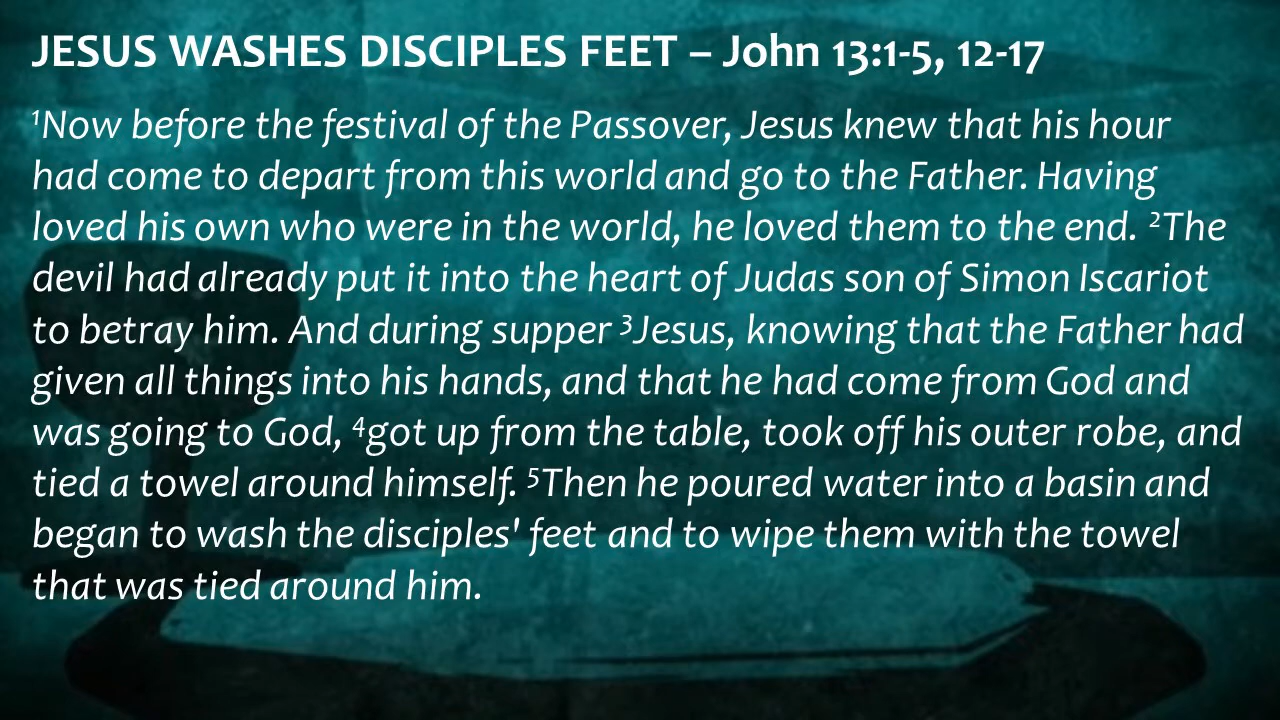 JESUS WASHES DISCIPLES FEET – John 13:1-5, 12-17
¹Now before the festival of the Passover, Jesus knew that his hour
had come to depart from this world and go to the Father. Having
loved his own who were in the world, he loved them to the end. ²The
devil had already put it into the heart of Judas son of Simon Iscariot
to betray him. And during supper ³Jesus, knowing that the Father had
given all things into his hands, and that he had come from God and
was going to God, ⁴got up from the table, took off his outer robe, and
tied a towel around himself. ⁵Then he poured water into a basin and
began to wash the disciples' feet and to wipe them with the towel
that was tied around him.